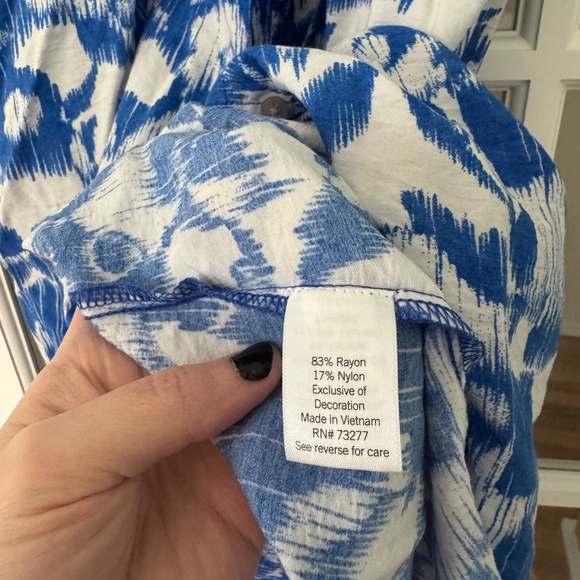 83% Rayon
17% Nylon
Exclusive of
Decoration
Made in Vietnam
RN# 73277
See reverse for care